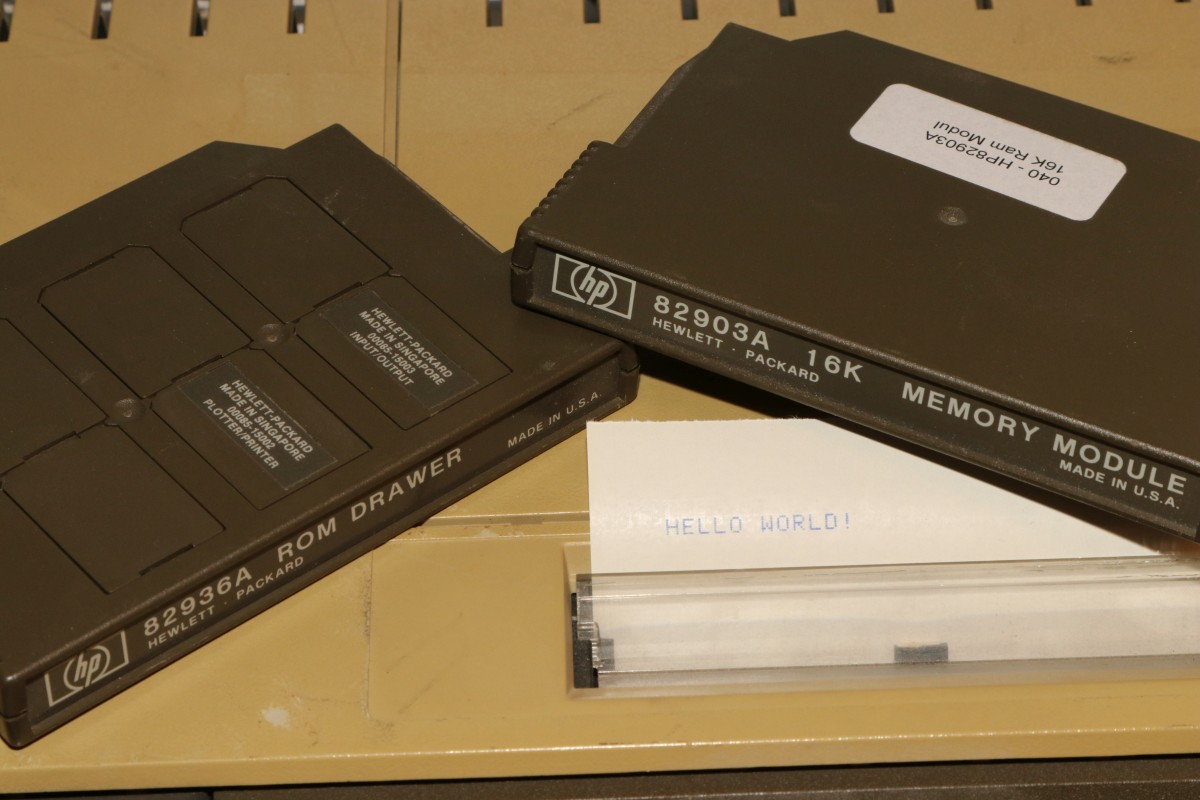 HEWLETT-PACKARD
MADE IN SINGAPORE
00085-15003
INPUT/OUTPUT
HEWLETT-PACKARD
MADE IN SINGAPORE
00085-15002
PLOTTER/PRINTER
hp
82936A ROM DRAWER
HEWLETT · PACKARD
MADE IN U.S.A.
040 - HP82903A
16K Ram Modul
hp
82903A 16K MEMORY MODULE
HEWLETT · PACKARD
MADE IN U.S.A.
HELLO WORLD!